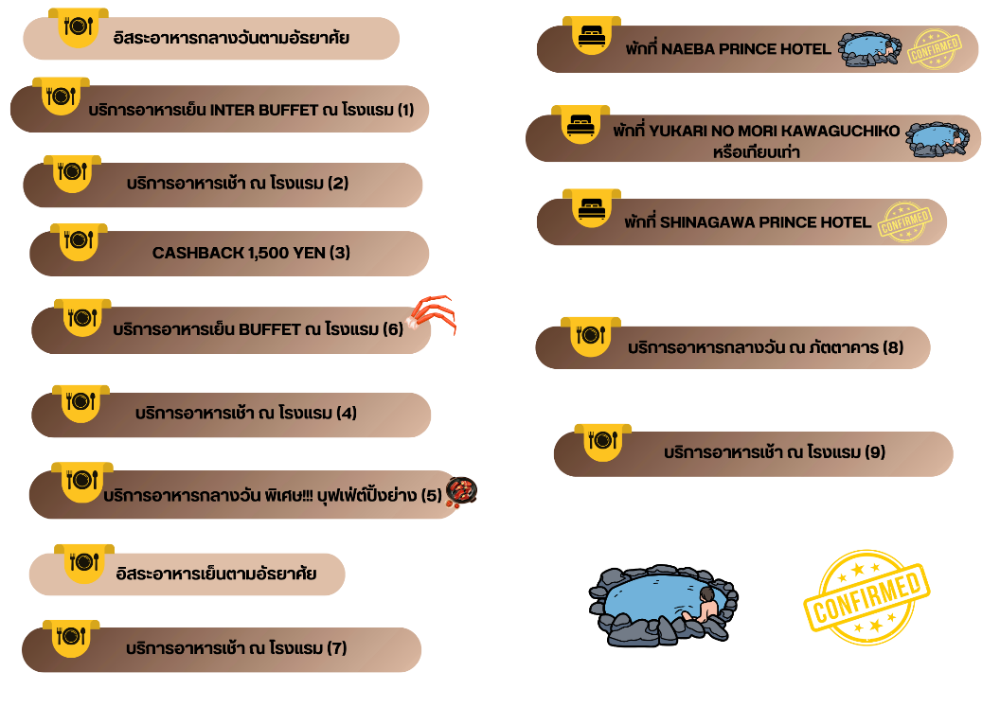 อิสระอาหารกลางวันตามอัธยาศัย
บริการอาหารเย็น INTER BUFFET ณ โรงแรม (1)
บริการอาหารเช้า ณ โรงแรม (2)
CASHBACK 1,500 YEN (3)
บริการอาหารเย็น BUFFET ณ โรงแรม (6)
บริการอาหารเช้า ณ โรงแรม (4)
บริการอาหารกลางวัน พิเศษ!!! บุฟเฟ่ต์ปิ้งย่าง (5)
อิสระอาหารเย็นตามอัธยาศัย
บริการอาหารเช้า ณ โรงแรม (7)
พักที่ NAEBA PRINCE HOTEL
CONFIRMED
พักที่ YUKARI NO MORI KAWAGUCHIKO
หรือเทียบเท่า
พักที่ SHINAGAWA PRINCE HOTEL
CONFIRMED
บริการอาหารกลางวัน ณ ภัตตาคาร (8)
บริการอาหารเช้า ณ โรงแรม (9)
CONFIRMED